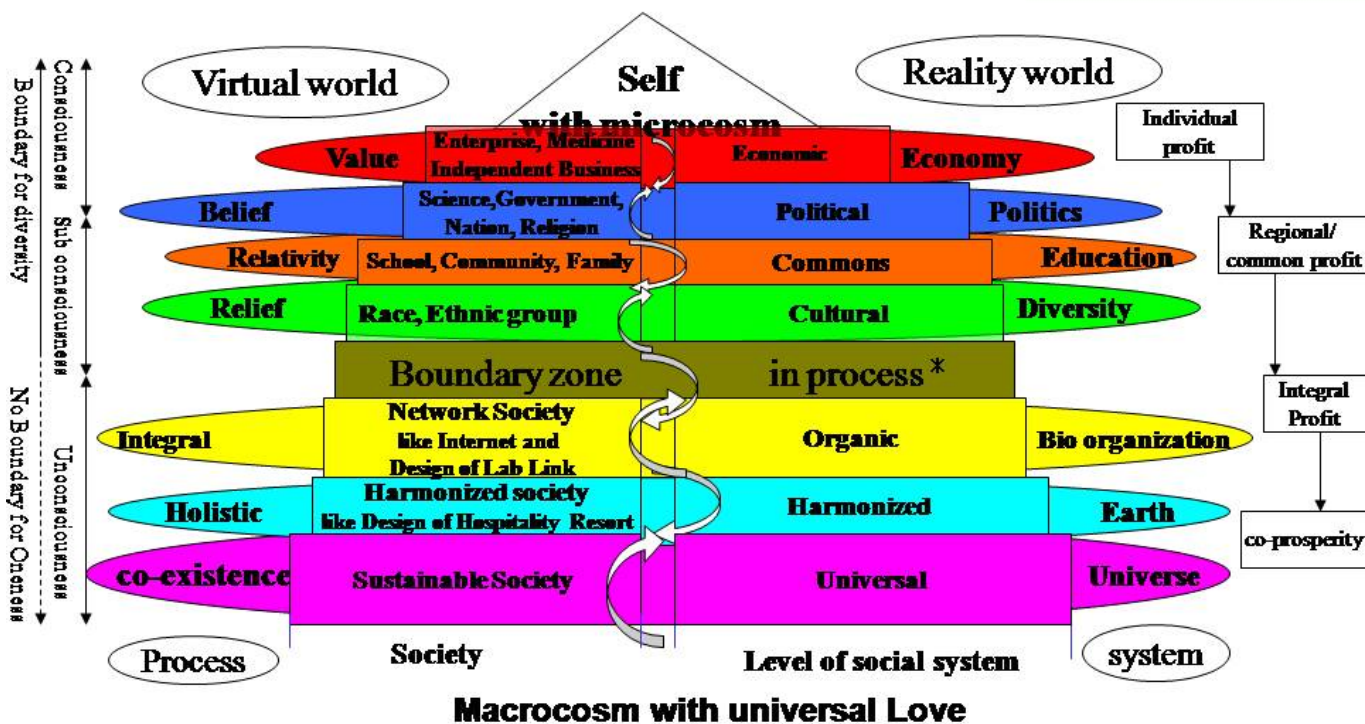 Virtual world
Self
with microcosm
Reality world
Consciousness
Boundary for diversity
Sub consciousness
Unconsciousness
No Boundary for Oneness
Value
Enterprise, Medicine
Independent Business
Economic
Economy
Belief
Science,Government,
Nation, Religion
Political
Politics
Relativity
School, Community, Family
Commons
Education
Relief
Race, Ethnic group
Cultural
Diversity
Boundary zone
in process*
Integral
Network Society
like Internet and
Design of Lab Link
Organic
Bio organization
Holistic
Harmonized society
like Design of Hospitality Resort
Harmonized
Earth
co-existence
Sustainable Society
Universal
Universe
Individual
profit
Regional/
common profit
Integral
Profit
co-prosperity
Process
Society
Level of social system
system
Macrocosm with universal Love